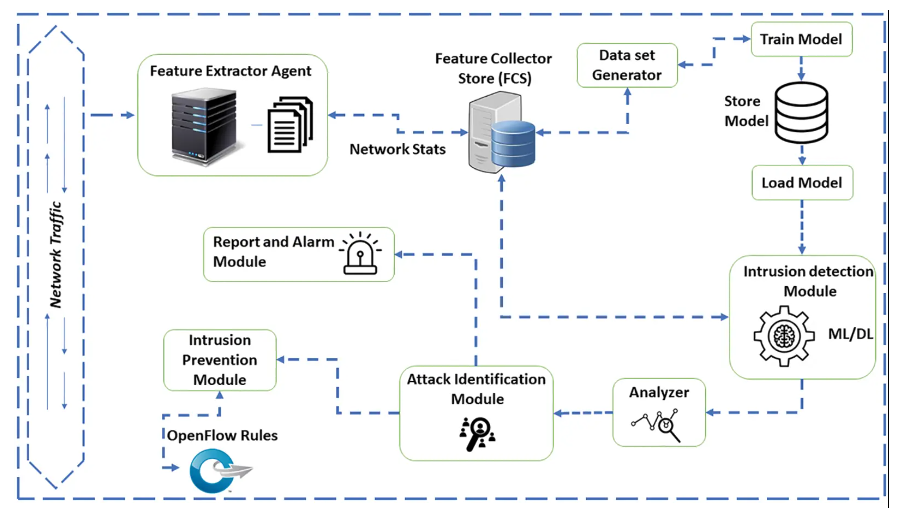 Network Traffic
Feature Extractor Agent
Network Stats
Feature Collector
Store (FCS)
Data set
Generator
Train Model
Store
Model
Load Model
Report and Alarm
Module
Intrusion detection
Module
ML/DL
Intrusion
Prevention
Module
Attack Identification
Module
Analyzer
OpenFlow Rules